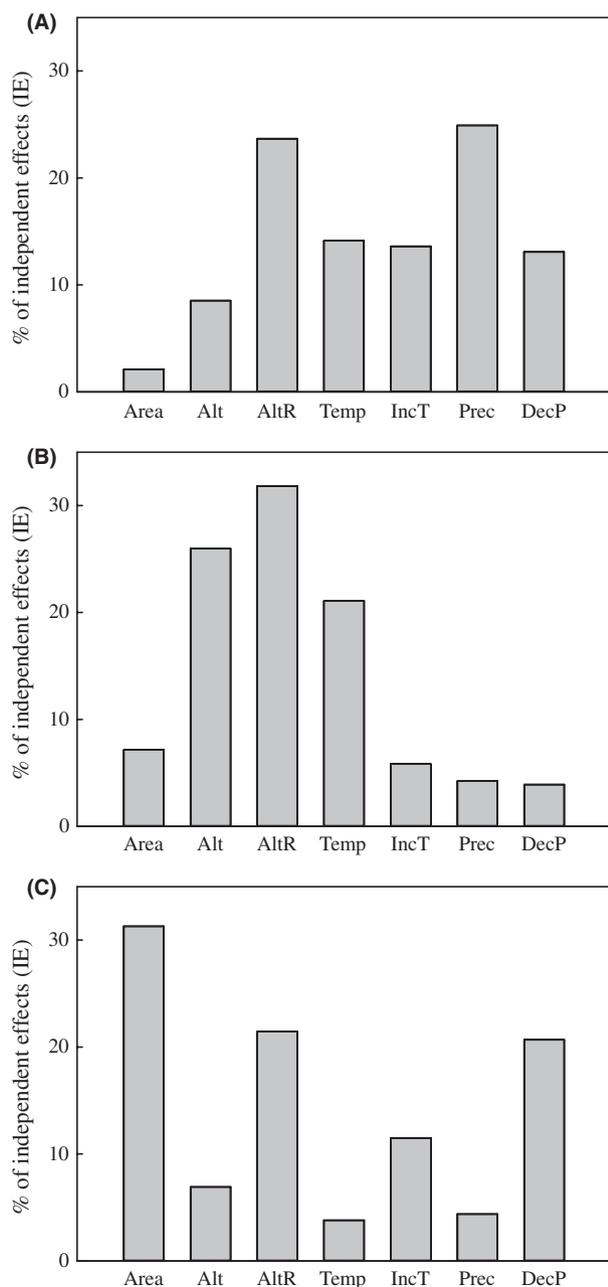 (A)
% of independent effects (IE)
30
20
10
0
Area Alt AltR Temp IncT Prec DecP
(B)
% of independent effects (IE)
30
20
10
0
Area Alt AltR Temp IncT Prec DecP
(C)
% of independent effects (IE)
30
20
10
0
Area Alt AltR Temp IncT Prec DecP